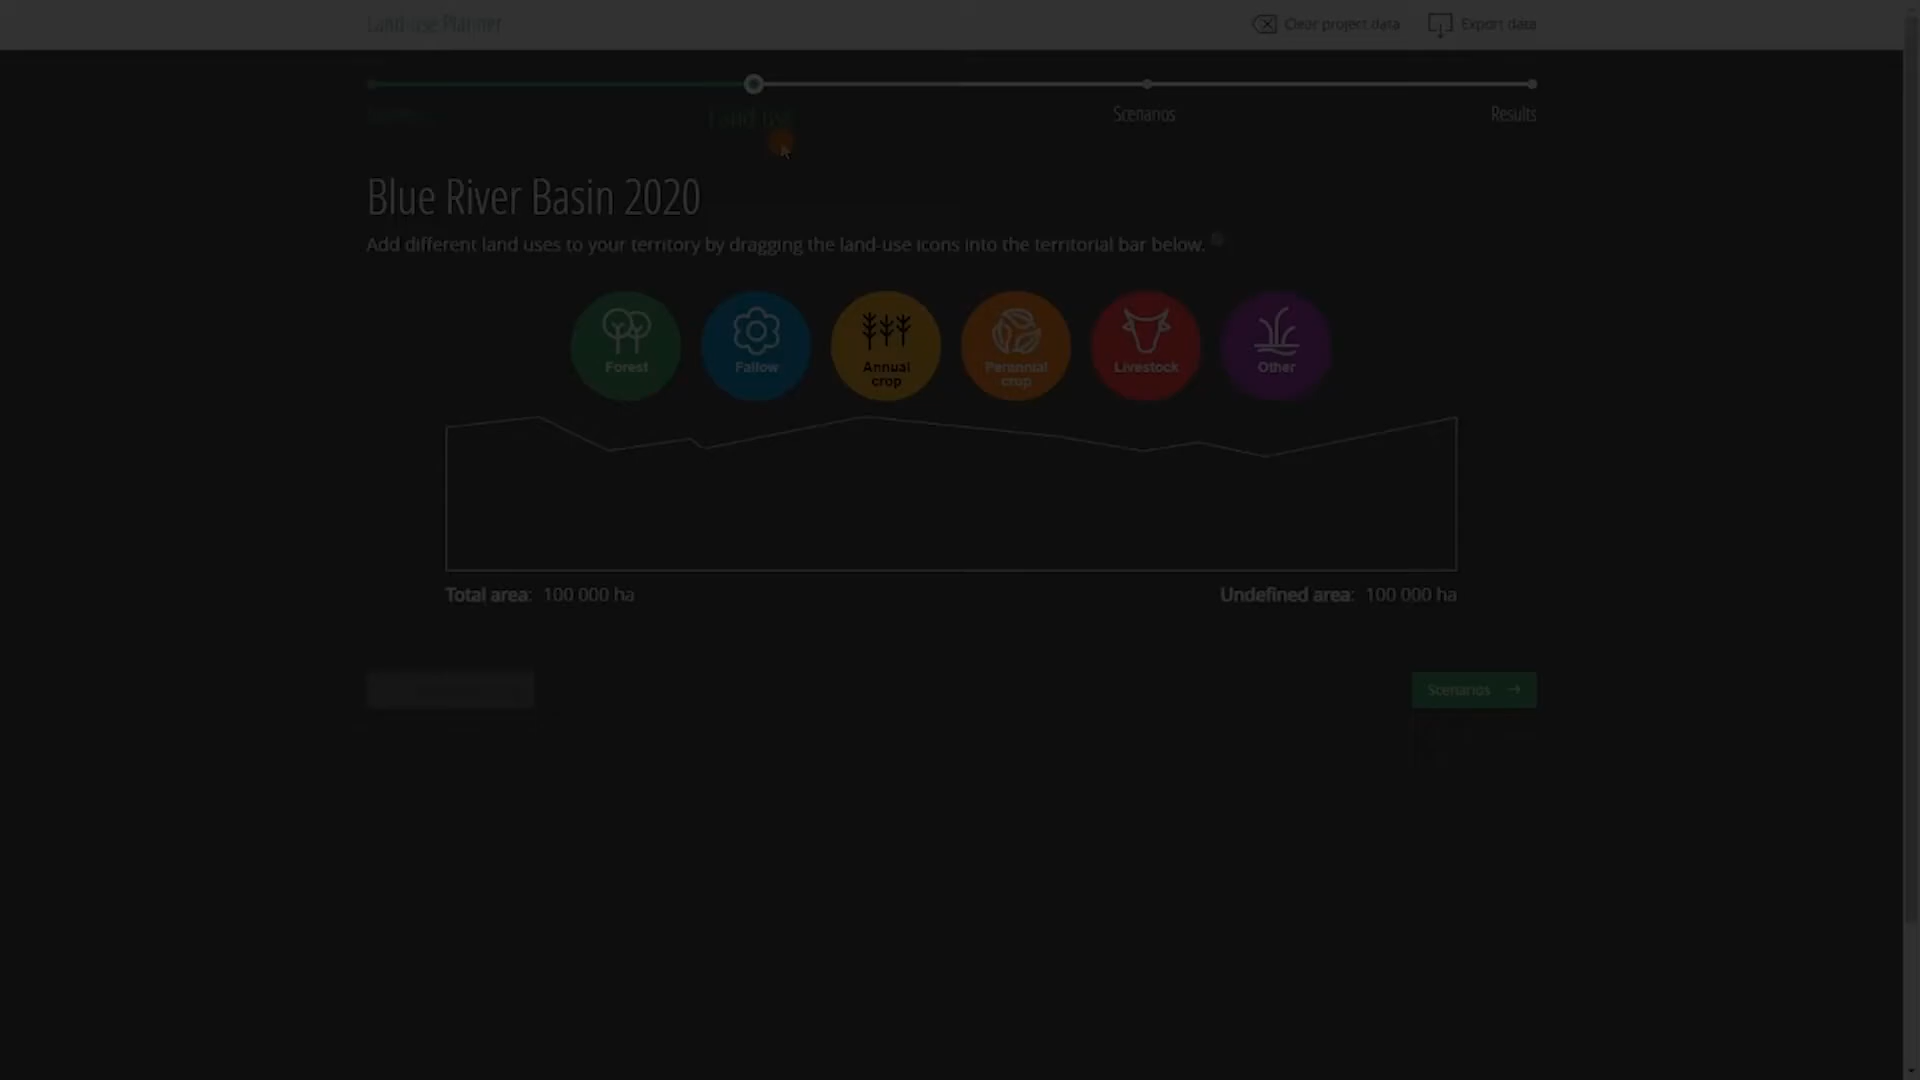 Land-use Planner
Clear project data
Export data
Land use
Scenarios
Results
Blue River Basin 2020
Add different land uses to your territory by dragging the land-use icons into the territorial bar below.
Forest
Fallow
Annual
crop
Perennial
crop
Livestock
Other
Total area: 100 000 ha
Undefined area: 100 000 ha
Scenarios